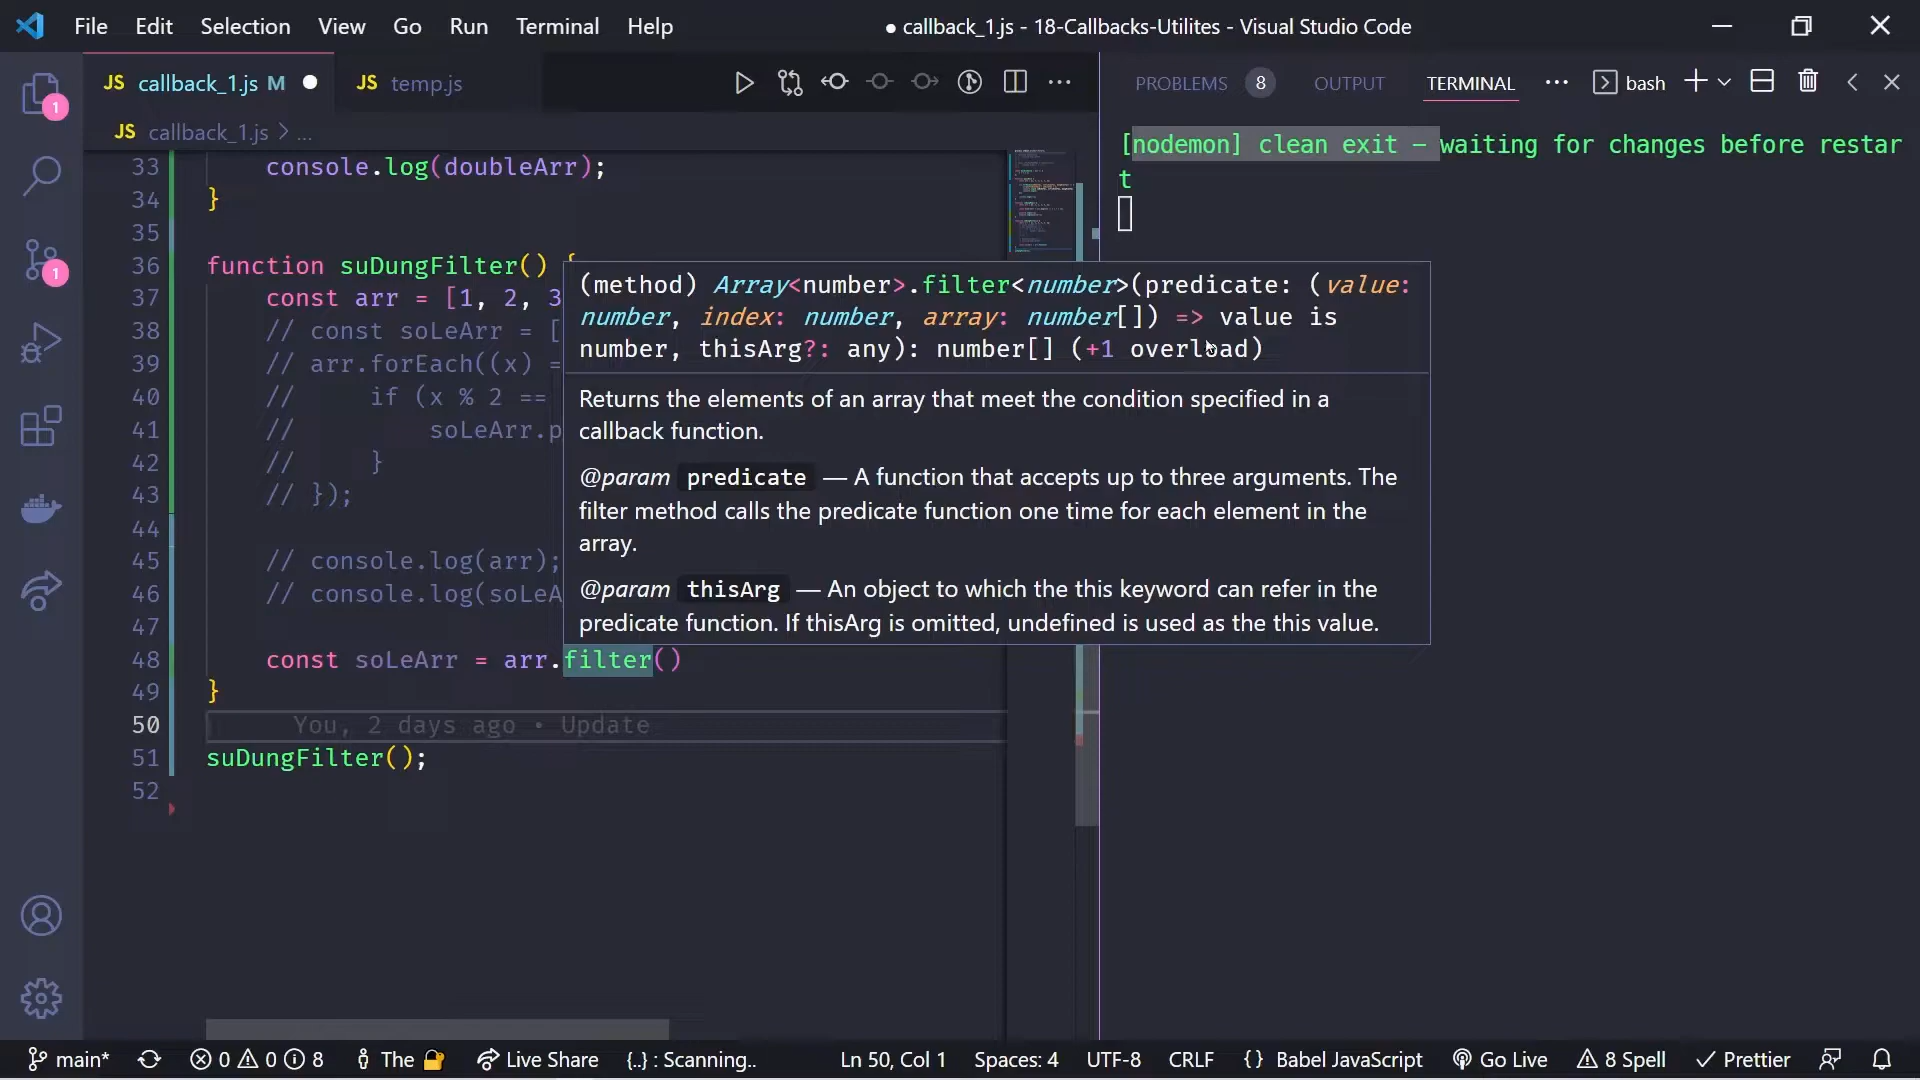 File Edit Selection View Go Run Terminal Help ● callback_1.js - 18-Callbacks-Utilites - Visual Studio Code
JS callback_1.js M ● JS temp.js
PROBLEMS 8 OUTPUT TERMINAL ··· bash
JS callback_1.js > ...
[nodemon] clean exit - waiting for changes before restar
t
33 console.log(doubleArr);
34 }
35
36 function suDungFilter() {
37 const arr = [1, 2, 3
38 // const soLeArr = [
39 // arr.forEach((x) =
40 // if (x % 2 ==
41 // soLeArr.p
42 // }
43 // });
44
45 // console.log(arr);
46 // console.log(soLeA
47
48 const soLeArr = arr.filter()
49 }
50 You, 2 days ago • Update
51 suDungFilter();
52
(method) Array<number>.filter<number>(predicate: (value:
number, index: number, array: number[]) => value is
number, thisArg?: any): number[] (+1 overload)
Returns the elements of an array that meet the condition specified in a
callback function.
@param predicate — A function that accepts up to three arguments. The
filter method calls the predicate function one time for each element in the
array.
@param thisArg — An object to which the this keyword can refer in the
predicate function. If thisArg is omitted, undefined is used as the this value.
1
1
main* 0 0 8 The Live Share {..} : Scanning.. Ln 50, Col 1 Spaces: 4 UTF-8 CRLF {} Babel JavaScript Go Live 8 Spell Prettier